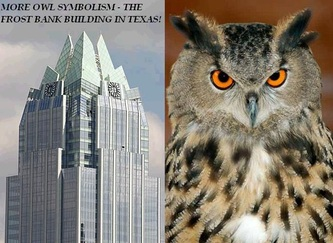 MORE OWL SYMBOLISM - THE
FROST BANK BUILDING IN TEXAS!